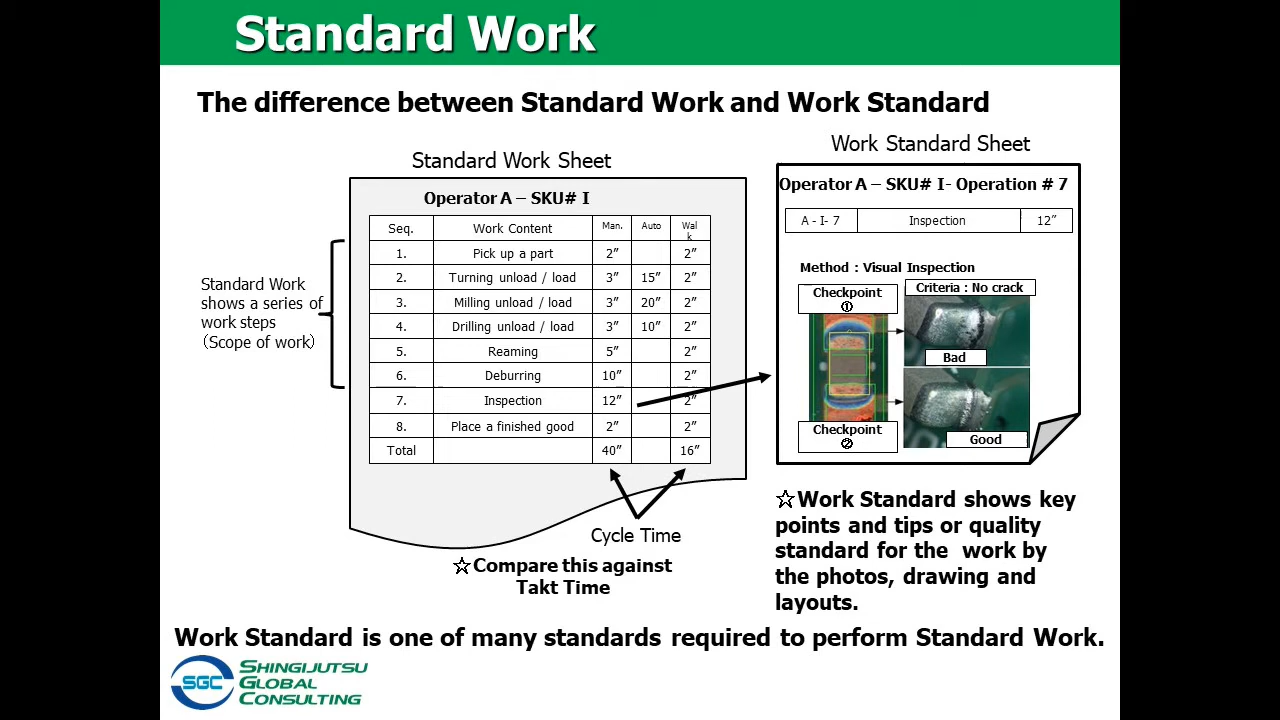 Standard Work
The difference between Standard Work and Work Standard
Standard Work Sheet
Operator A – SKU# I
Seq. Work Content Man. Auto Wal
k
1. Pick up a part 2” 2”
2. Turning unload / load 3” 15” 2”
3. Milling unload / load 3” 20” 2”
4. Drilling unload / load 3” 10” 2”
5. Reaming 5” 2”
6. Deburring 10” 2”
7. Inspection 12” 2”
8. Place a finished good 2” 2”
Total 40” 16”
Standard Work
shows a series of
work steps
(Scope of work)
Cycle Time
☆Compare this against
Takt Time
Work Standard Sheet
Operator A – SKU# I- Operation # 7
A - I- 7 Inspection 12”
Method : Visual Inspection
Checkpoint
①
Criteria : No crack
Bad
Good
Checkpoint
②
☆Work Standard shows key
points and tips or quality
standard for the work by
the photos, drawing and
layouts.
Work Standard is one of many standards required to perform Standard Work.
SGC
SHINGIJUTSU
GLOBAL
CONSULTING